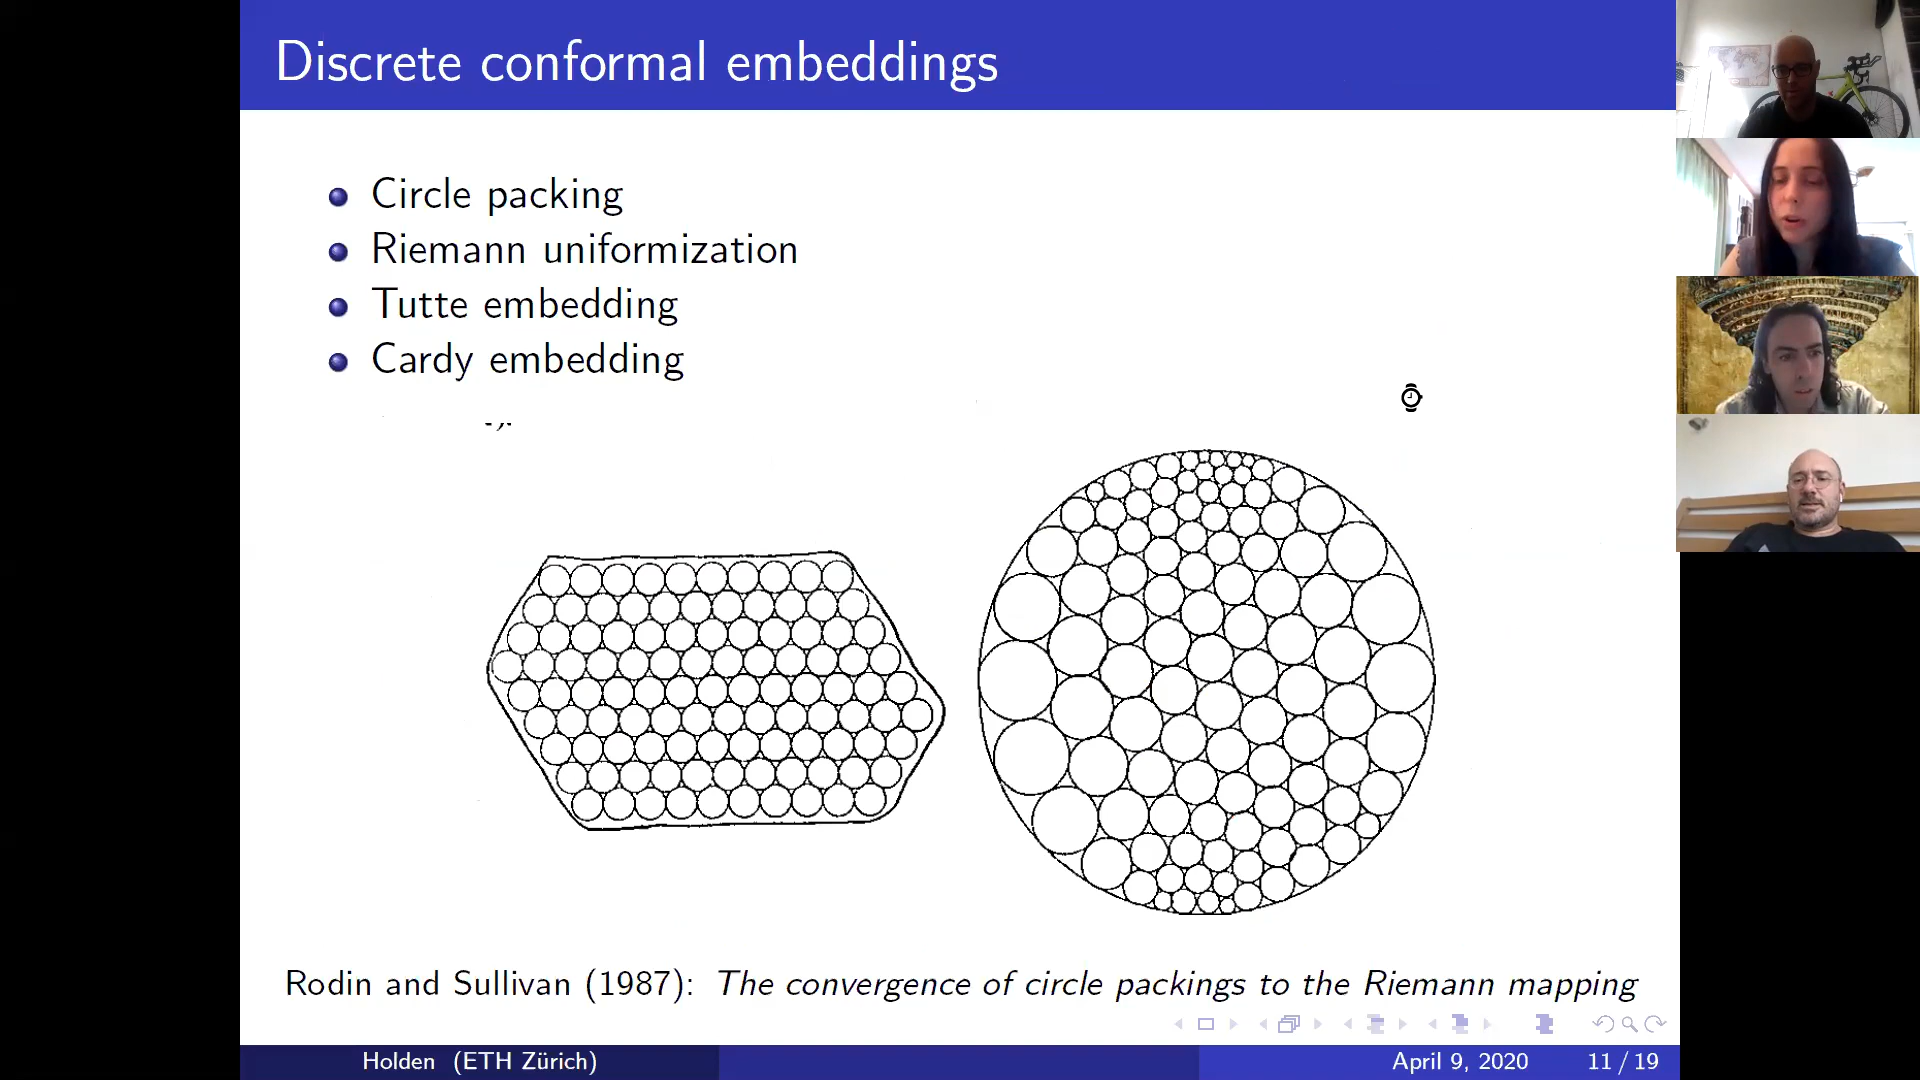 Discrete conformal embeddings
Circle packing
Riemann uniformization
Tutte embedding
Cardy embedding
Rodin and Sullivan (1987): The convergence of circle packings to the Riemann mapping
Holden (ETH Zürich)
April 9, 2020
11 / 19